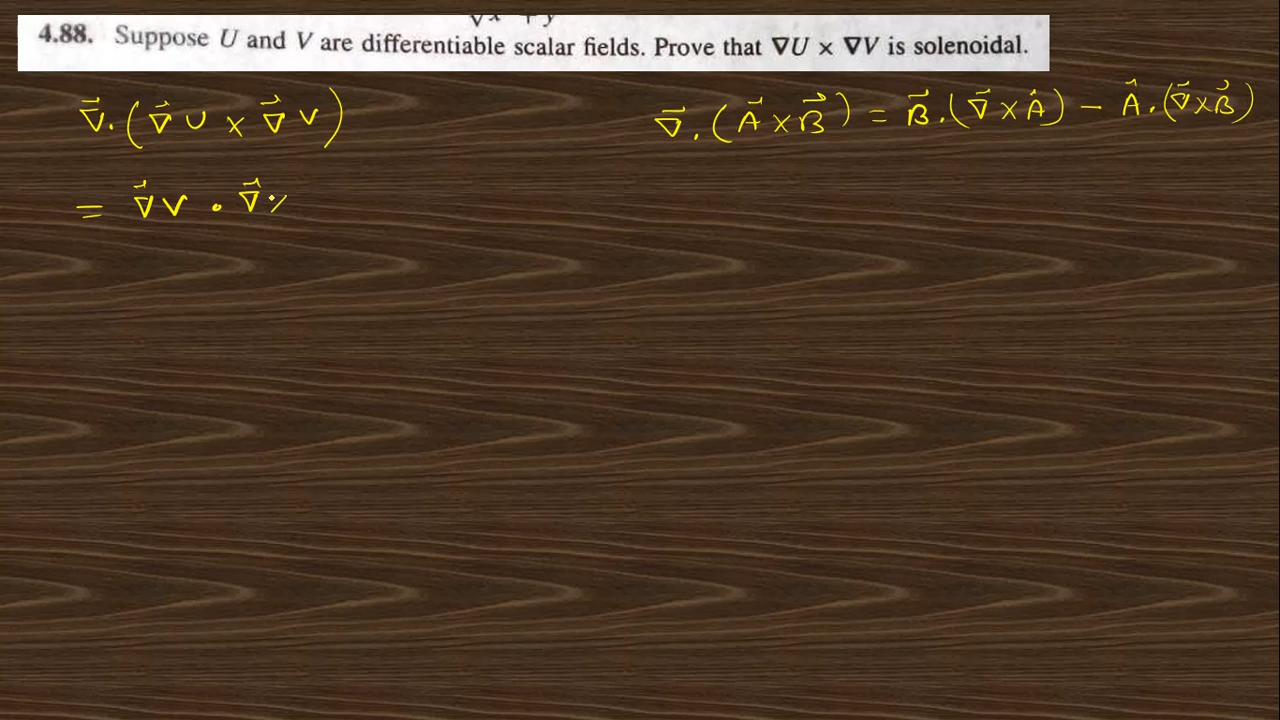 4.88. Suppose U and V are differentiable scalar fields. Prove that ∇U × ∇V is solenoidal.
∇⃗ . (∇⃗ U × ∇⃗ V)
∇⃗ . (A⃗ × B⃗) = B⃗ . (∇⃗ × A⃗) − A⃗ . (∇⃗ × B⃗)
= ∇⃗ V · ∇⃗